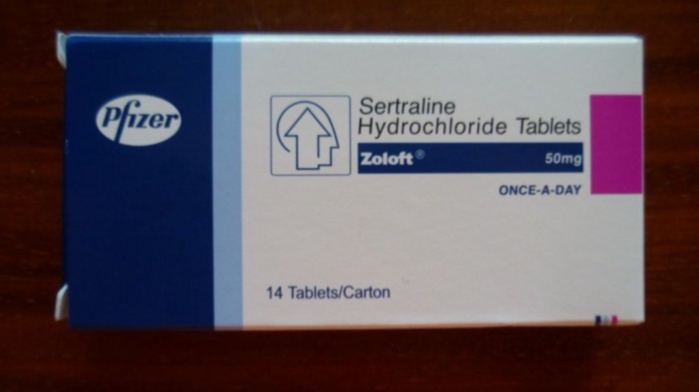 Pfizer
Sertraline
Hydrochloride Tablets
Zoloft® 50mg
ONCE-A-DAY
14 Tablets/Carton